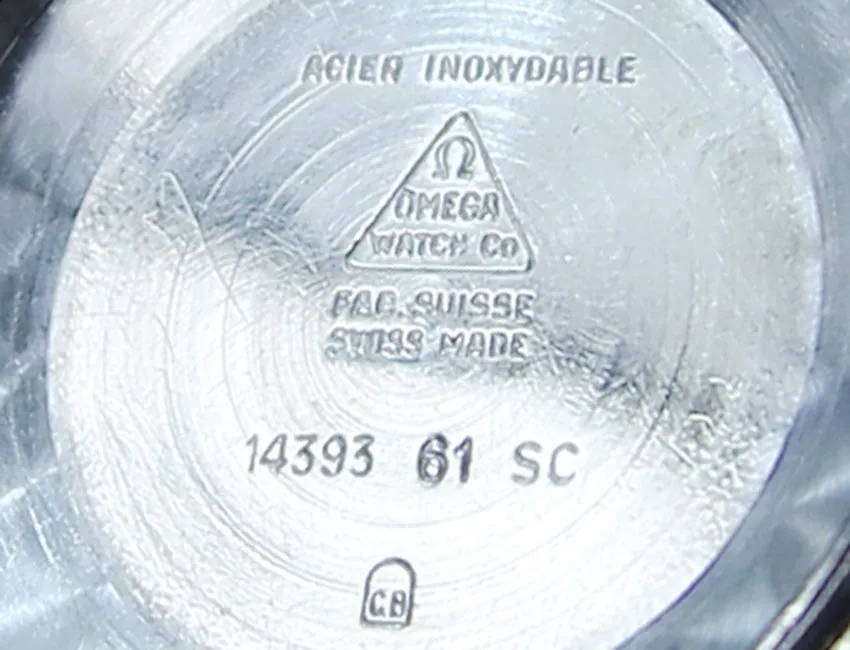 ACIER INOXYDABLE
Ω
OMEGA
WATCH Co
FAB. SUISSE
SWISS MADE
14393 61 SC
CB